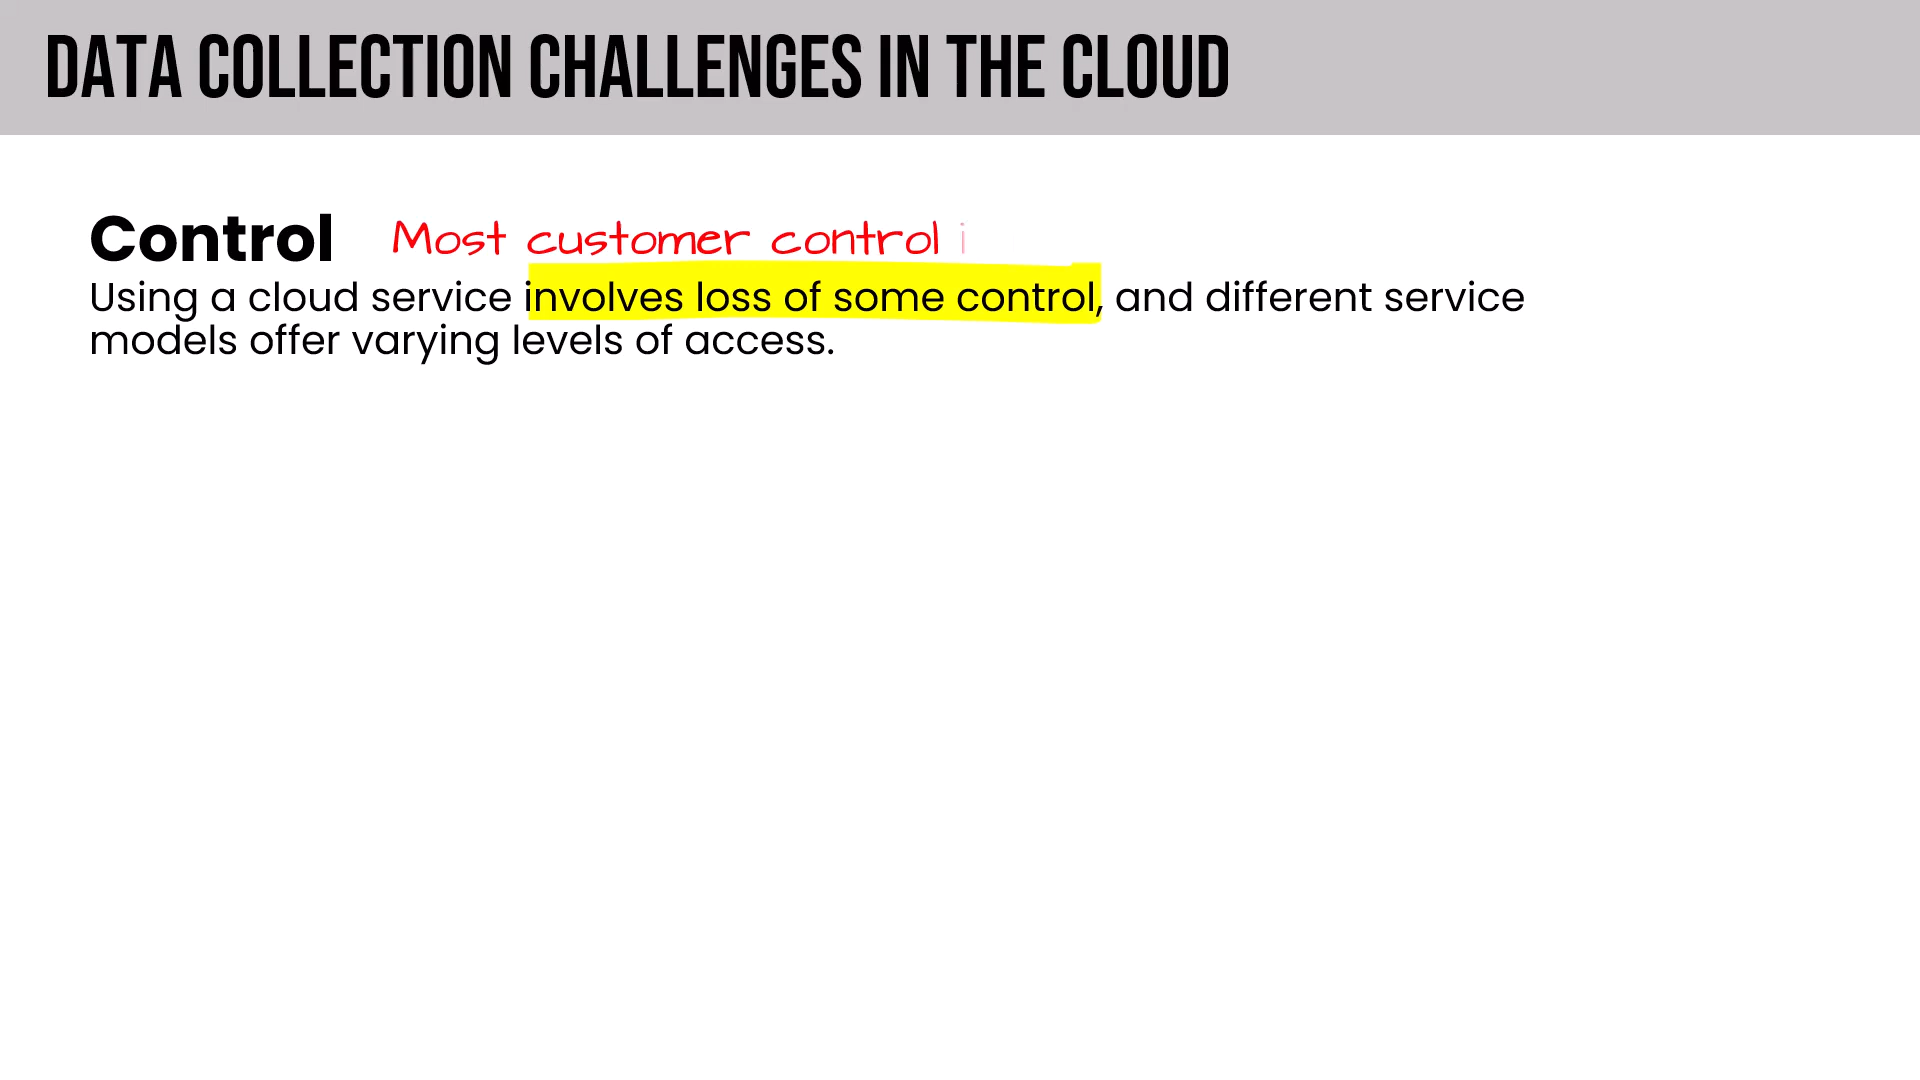 DATA COLLECTION CHALLENGES IN THE CLOUD
Control Most customer control i
Using a cloud service involves loss of some control, and different service
models offer varying levels of access.